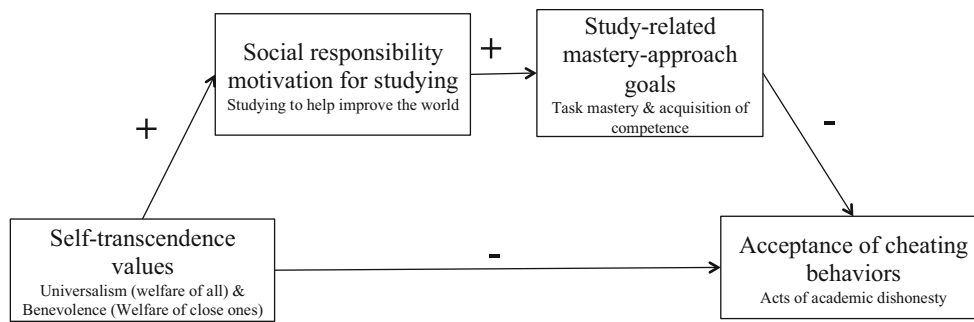 Social responsibility
motivation for studying
Studying to help improve the world
+
Study-related
mastery-approach
goals
Task mastery & acquisition of
competence
+
-
Self-transcendence
values
Universalism (welfare of all) &
Benevolence (Welfare of close ones)
-
Acceptance of cheating
behaviors
Acts of academic dishonesty